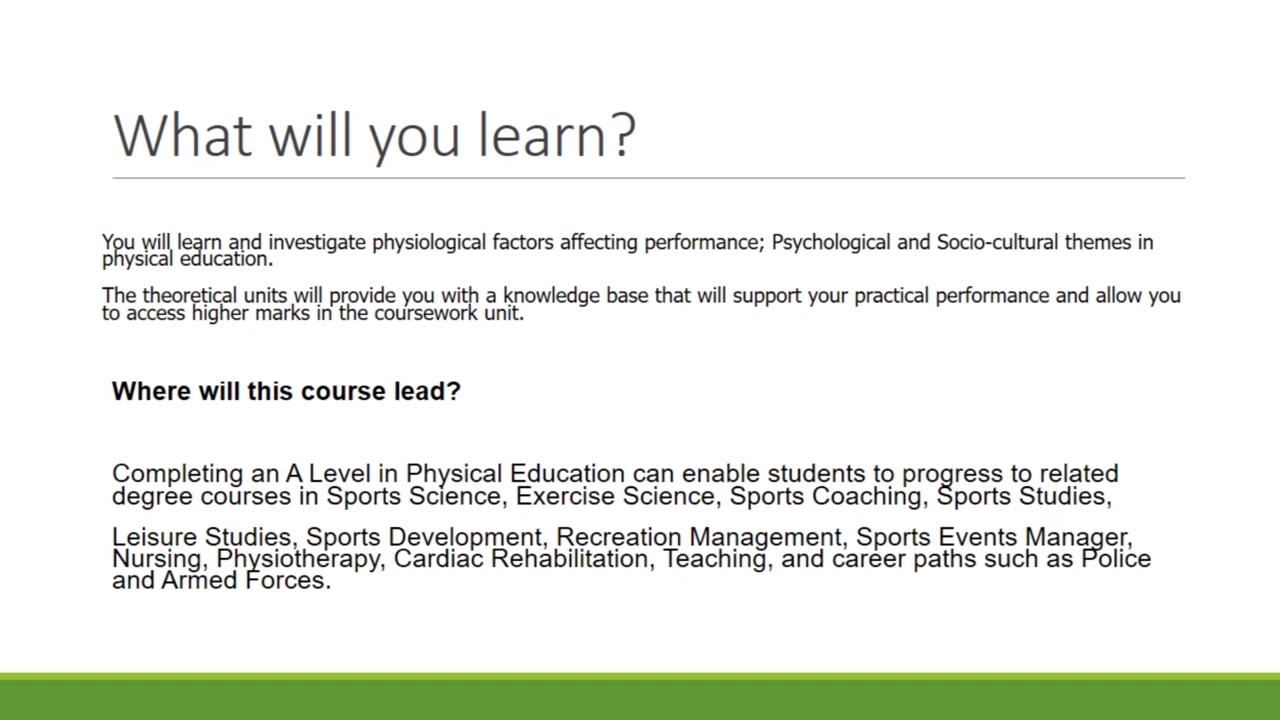 What will you learn?
You will learn and investigate physiological factors affecting performance; Psychological and Socio-cultural themes in
physical education.
The theoretical units will provide you with a knowledge base that will support your practical performance and allow you
to access higher marks in the coursework unit.
Where will this course lead?
Completing an A Level in Physical Education can enable students to progress to related
degree courses in Sports Science, Exercise Science, Sports Coaching, Sports Studies,
Leisure Studies, Sports Development, Recreation Management, Sports Events Manager,
Nursing, Physiotherapy, Cardiac Rehabilitation, Teaching, and career paths such as Police
and Armed Forces.